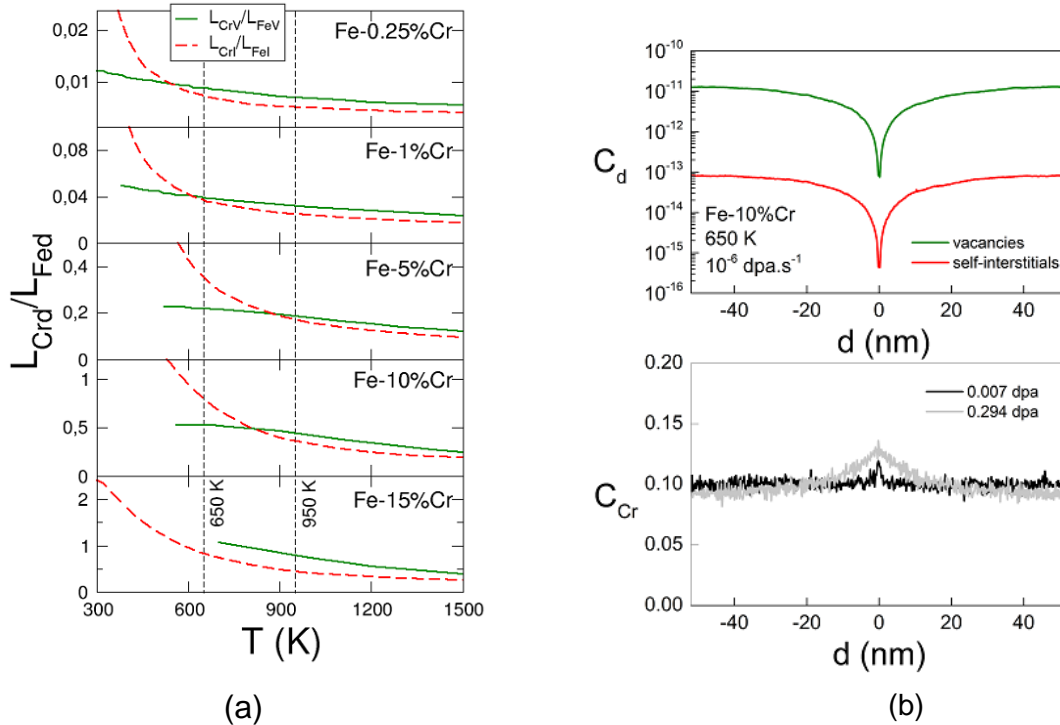 L_CrV/L_FeV
L_CrI/L_FeI
Fe-0.25%Cr
0,02
0,01
Fe-1%Cr
0,08
0,04
0
Fe-5%Cr
0,4
0,2
0
Fe-10%Cr
1
0,5
0
Fe-15%Cr
2
1
0
650 K
950 K
L_Crd/L_Fed
300 600 900 1200 1500
T (K)
(a)
10^-10
10^-11
10^-12
10^-13
10^-14
10^-15
10^-16
C_d
Fe-10%Cr
650 K
10^-6 dpa.s^-1
vacancies
self-interstitials
-40 -20 0 20 40
d (nm)
0.20
0.15
0.10
0.05
0.00
C_Cr
0.007 dpa
0.294 dpa
-40 -20 0 20 40
d (nm)
(b)